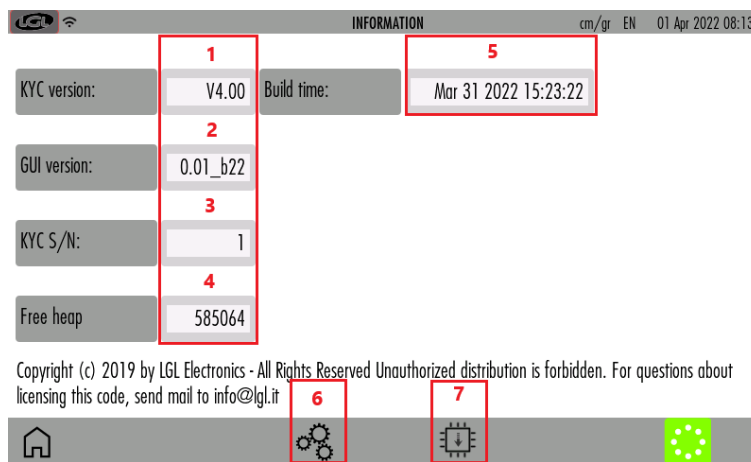 LGL INFORMATION cm/gr EN 01 Apr 2022 08:13
1 5
KYC version: V4.00 Build time: Mar 31 2022 15:23:22
2
GUI version: 0.01_b22
3
KYC S/N: 1
4
Free heap 585064
Copyright (c) 2019 by LGL Electronics - All Rights Reserved Unauthorized distribution is forbidden. For questions about
licensing this code, send mail to info@lgl.it
6 7